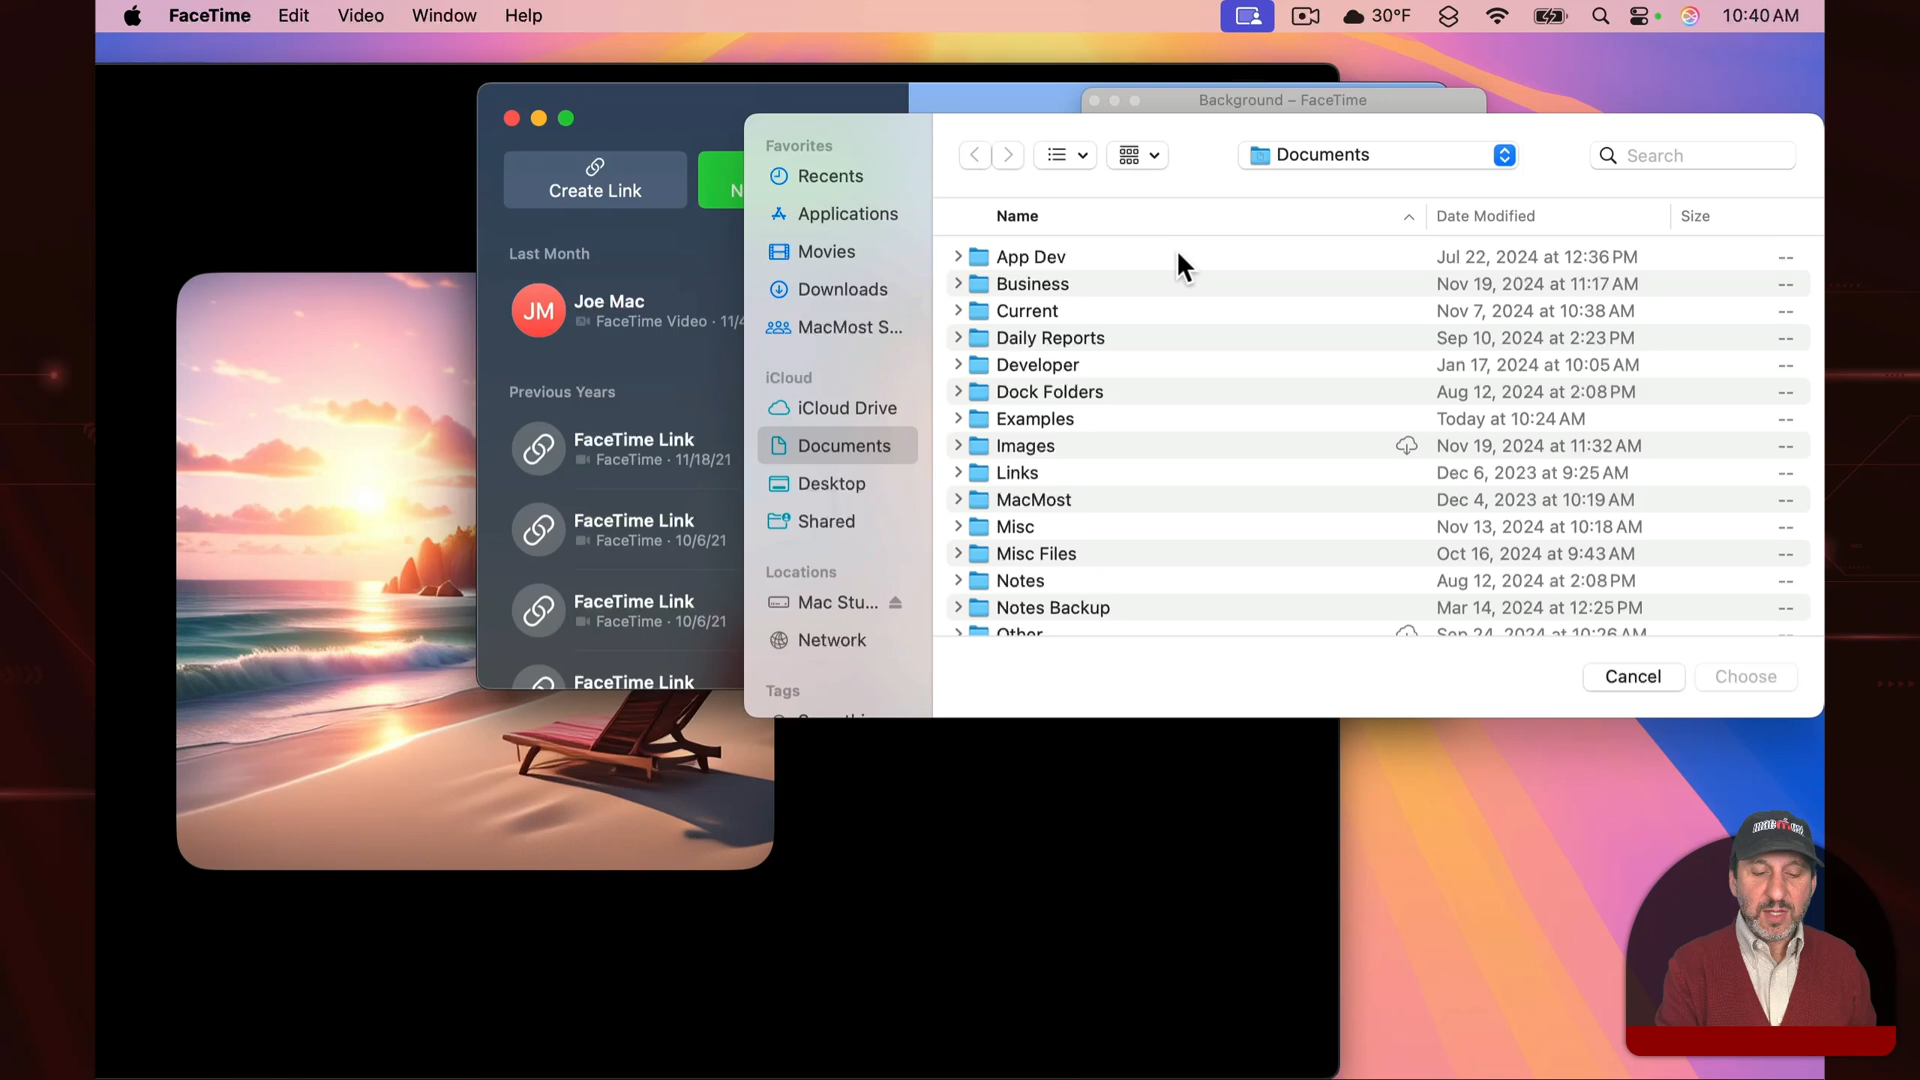 FaceTime Edit Video Window Help
30°F 10:40 AM
Background – FaceTime
Create Link
N
Last Month
JM
Joe Mac
FaceTime Video · 11/4
Previous Years
FaceTime Link
FaceTime · 11/18/21
FaceTime Link
FaceTime · 10/6/21
FaceTime Link
FaceTime · 10/6/21
FaceTime Link
Favorites
Recents
Applications
Movies
Downloads
MacMost S...
iCloud
iCloud Drive
Documents
Desktop
Shared
Locations
Mac Stu...
Network
Tags
Documents
Search
Name Date Modified Size
App Dev Jul 22, 2024 at 12:36 PM --
Business Nov 19, 2024 at 11:17 AM --
Current Nov 7, 2024 at 10:38 AM --
Daily Reports Sep 10, 2024 at 2:23 PM --
Developer Jan 17, 2024 at 10:05 AM --
Dock Folders Aug 12, 2024 at 2:08 PM --
Examples Today at 10:24 AM --
Images Nov 19, 2024 at 11:32 AM --
Links Dec 6, 2023 at 9:25 AM --
MacMost Dec 4, 2023 at 10:19 AM --
Misc Nov 13, 2024 at 10:18 AM --
Misc Files Oct 16, 2024 at 9:43 AM --
Notes Aug 12, 2024 at 2:08 PM --
Notes Backup Mar 14, 2024 at 12:25 PM --
Other Sep 24, 2024 at 10:26 AM --
Cancel Choose